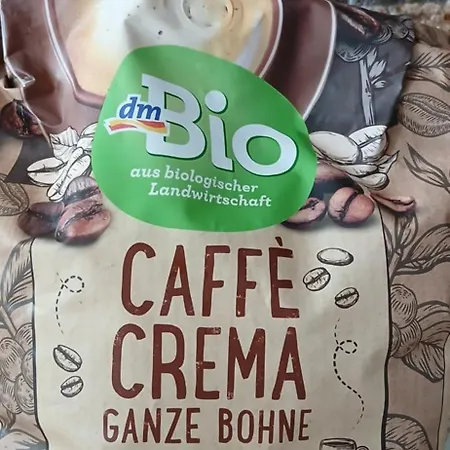 dm
Bio
aus biologischer
Landwirtschaft
CAFFÈ
CREMA
GANZE BOHNE